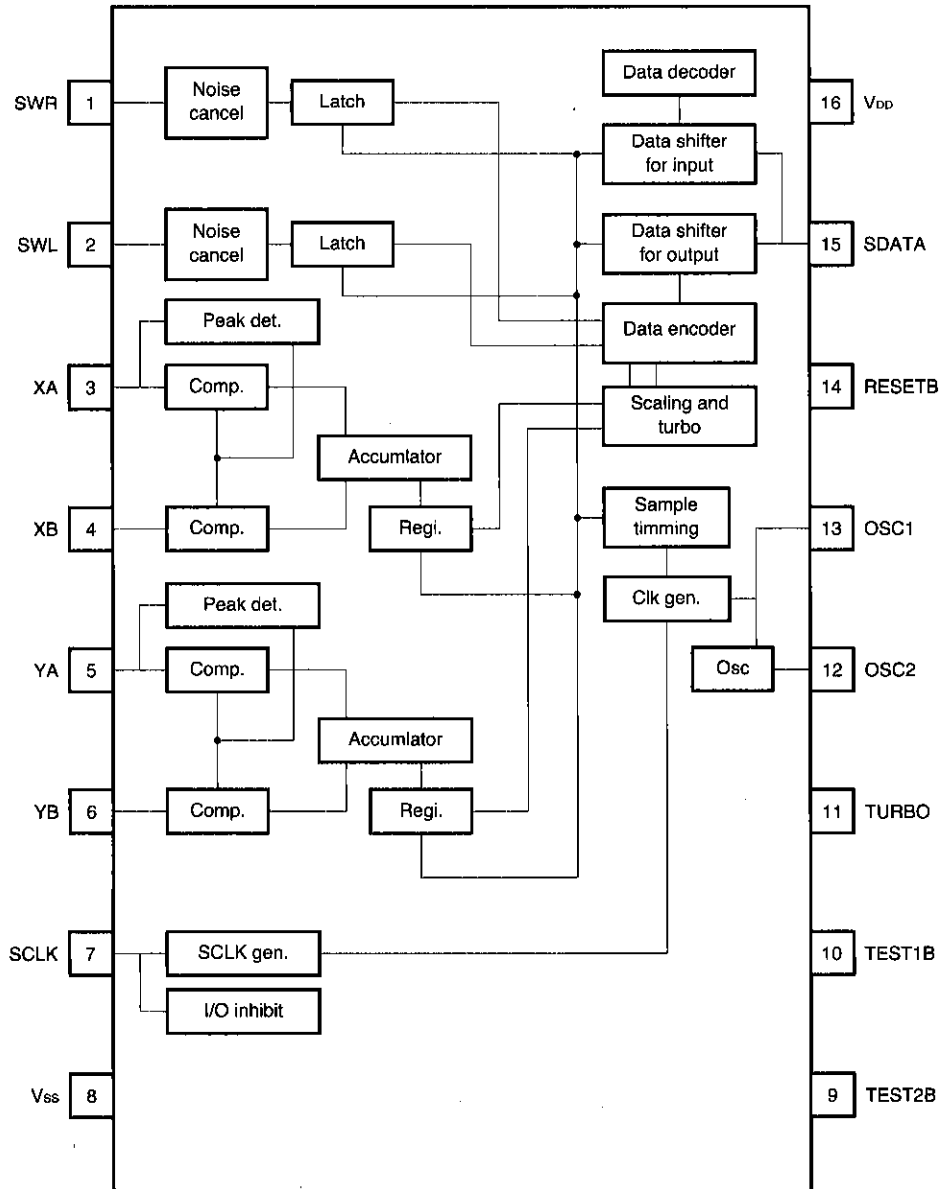 SWR
1
Noise
cancel
Latch
Data decoder
16
VDD
Data shifter
for input
SWL
2
Noise
cancel
Latch
Data shifter
for output
15
SDATA
Peak det.
Data encoder
XA
3
Comp.
Scaling and
turbo
14
RESETB
Accumlator
XB
4
Comp.
Regi.
Sample
timming
13
OSC1
Peak det.
Clk gen.
YA
5
Comp.
Osc
12
OSC2
Accumlator
YB
6
Comp.
Regi.
11
TURBO
SCLK
7
SCLK gen.
10
TEST1B
I/O inhibit
Vss
8
9
TEST2B